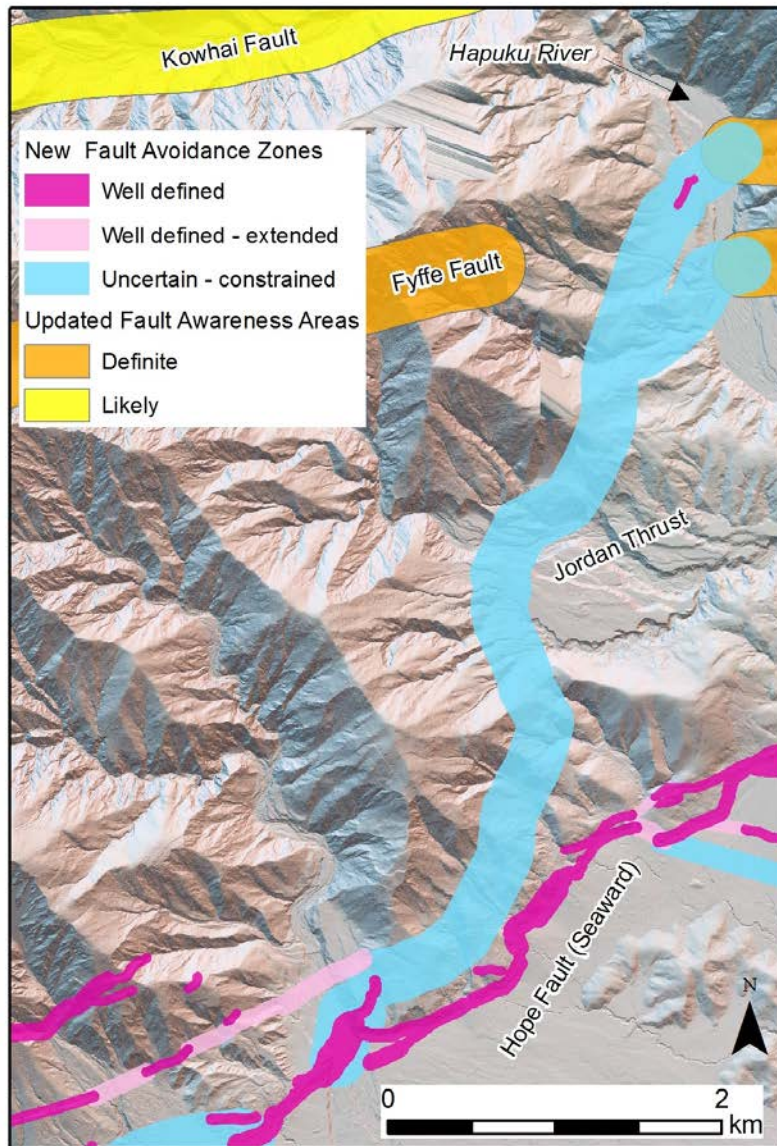 Kowhai Fault
Hapuku River
New Fault Avoidance Zones
Well defined
Well defined - extended
Uncertain - constrained
Updated Fault Awareness Areas
Definite
Likely
Fyffe Fault
Jordan Thrust
Hope Fault (Seaward)
N
0 2
km